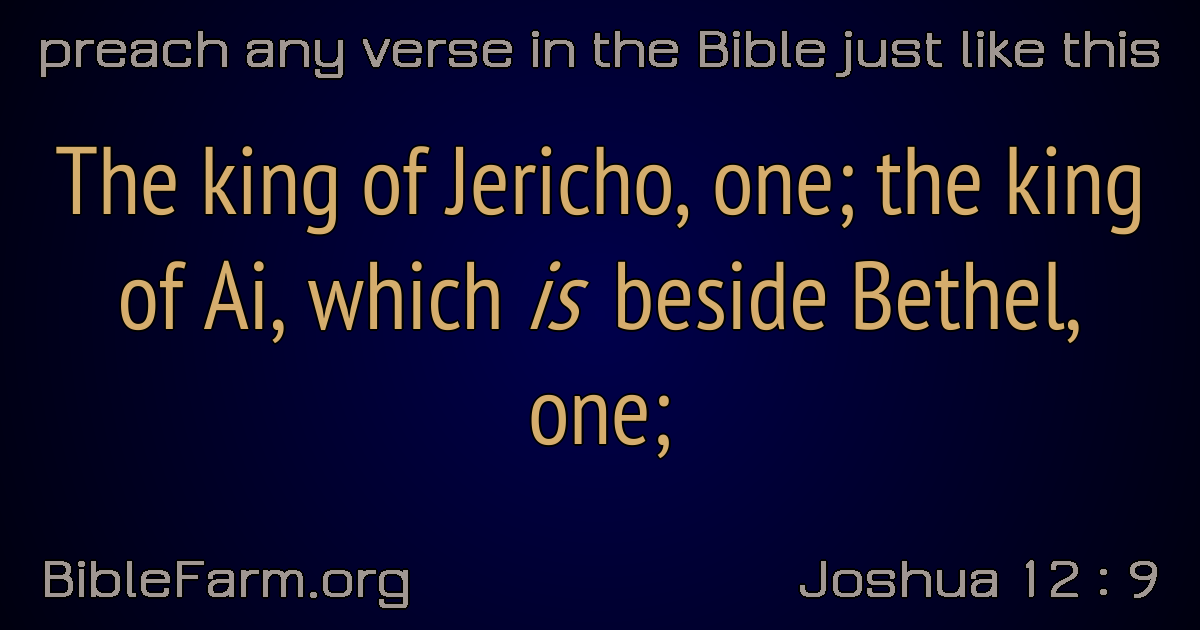 preach any verse in the Bible just like this
The king of Jericho, one; the king
of Ai, which is beside Bethel,
one;
BibleFarm.org
Joshua 12 : 9